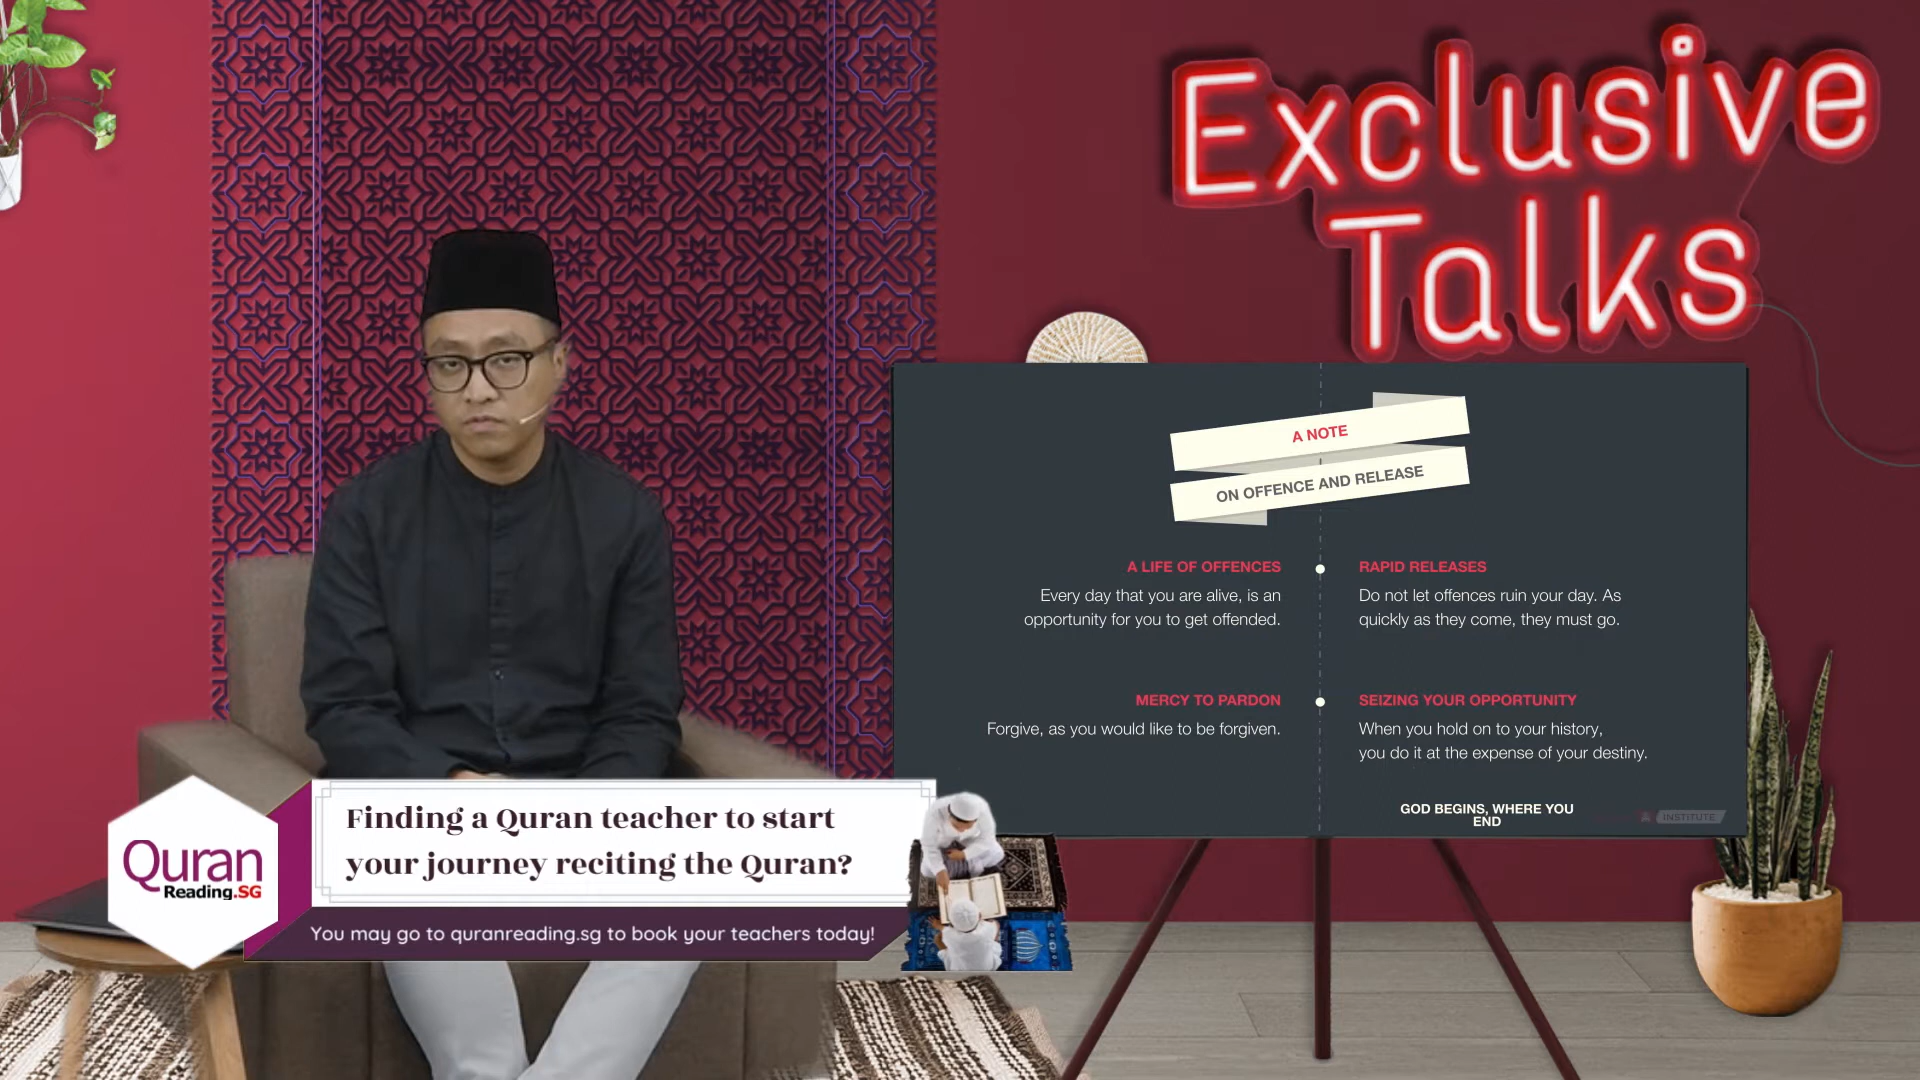 Exclusive
Talks
A NOTE
ON OFFENCE AND RELEASE
A LIFE OF OFFENCES
Every day that you are alive, is an
opportunity for you to get offended.
RAPID RELEASES
Do not let offences ruin your day. As
quickly as they come, they must go.
MERCY TO PARDON
Forgive, as you would like to be forgiven.
SEIZING YOUR OPPORTUNITY
When you hold on to your history,
you do it at the expense of your destiny.
GOD BEGINS, WHERE YOU
END
INSTITUTE
Quran
Reading.SG
Finding a Quran teacher to start
your journey reciting the Quran?
You may go to quranreading.sg to book your teachers today!